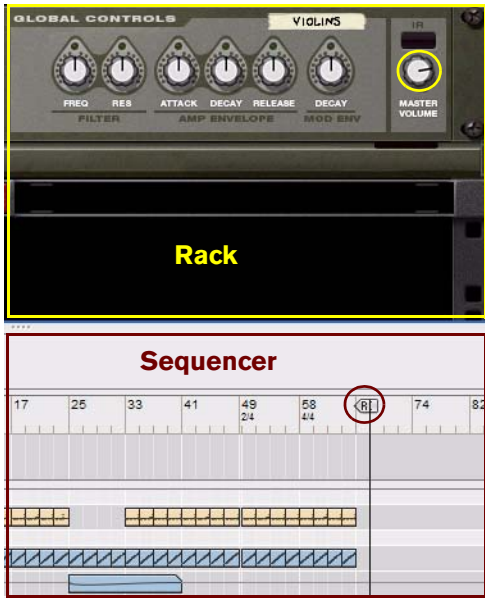 GLOBAL CONTROLS VIOLINS
FREQ RES ATTACK DECAY RELEASE DECAY MASTER
VOLUME
FILTER AMP ENVELOPE MOD ENV
Rack
Sequencer
17 25 33 41 49 58 R 74 82
2/4 4/4